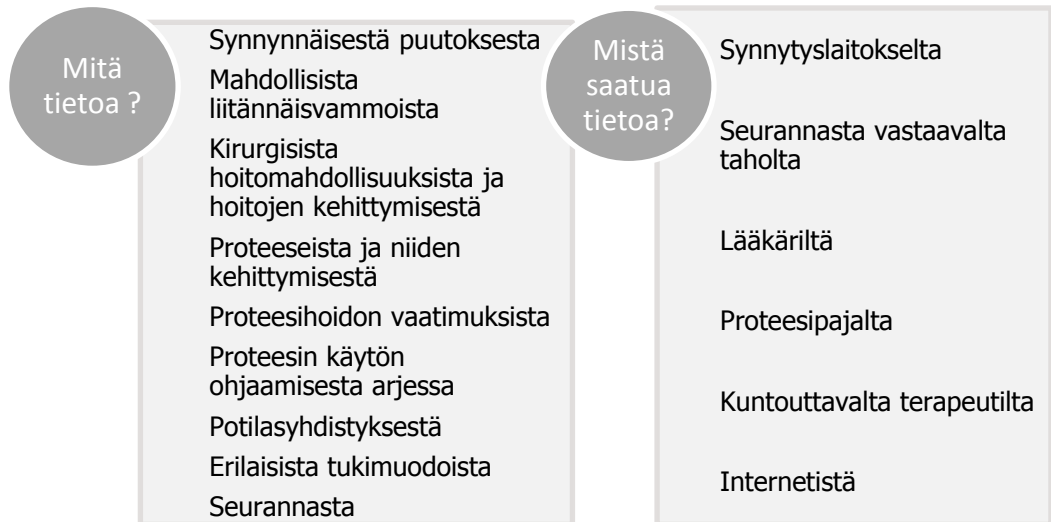 Mitä
tietoa ?
Synnynnäisestä puutoksesta
Mahdollisista
liitännäisvammoista
Kirurgisista
hoitomahdollisuuksista ja
hoitojen kehittymisestä
Proteeseista ja niiden
kehittymisestä
Proteesihoidon vaatimuksista
Proteesin käytön
ohjaamisesta arjessa
Potilasyhdistyksestä
Erilaisista tukimuodoista
Seurannasta
Mistä
saatua
tietoa?
Synnytyslaitokselta
Seurannasta vastaavalta
taholta
Lääkäriltä
Proteesipajalta
Kuntouttavalta terapeutilta
Internetistä